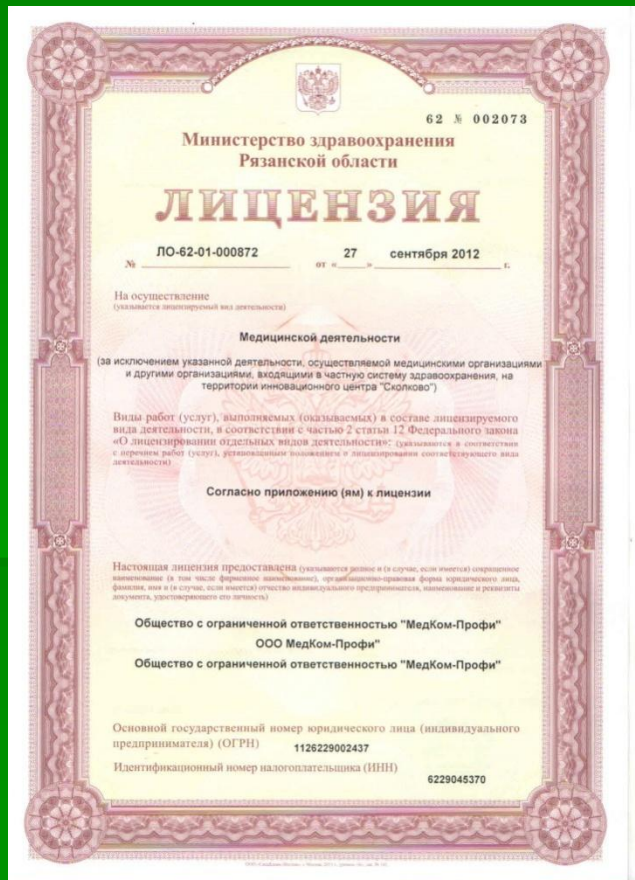 62 № 002073
Министерство здравоохранения
Рязанской области
ЛИЦЕНЗИЯ
№ ЛО-62-01-000872 от « 27 » сентября 2012 г.
На осуществление
(указывается лицензируемый вид деятельности)
Медицинской деятельности
(за исключением указанной деятельности, осуществляемой медицинскими организациями
и другими организациями, входящими в частную систему здравоохранения, на
территории инновационного центра "Сколково")
Виды работ (услуг), выполняемых (оказываемых) в составе лицензируемого
вида деятельности, в соответствии с частью 2 статьи 12 Федерального закона
«О лицензировании отдельных видов деятельности»: (указываются в соответствии
с перечнем работ (услуг), установленным положением о лицензировании соответствующего вида
деятельности)
Согласно приложению (ям) к лицензии
Настоящая лицензия предоставлена (указываются полное и (в случае, если имеется) сокращенное
наименование (в том числе фирменное наименование), организационно-правовая форма юридического лица,
фамилия, имя и (в случае, если имеется) отчество индивидуального предпринимателя, наименование и реквизиты
документа, удостоверяющего его личность)
Общество с ограниченной ответственностью "МедКом-Профи"
ООО МедКом-Профи"
Общество с ограниченной ответственностью "МедКом-Профи"
Основной государственный номер юридического лица (индивидуального
предпринимателя) (ОГРН) 1126229002437
Идентификационный номер налогоплательщика (ИНН) 6229045370